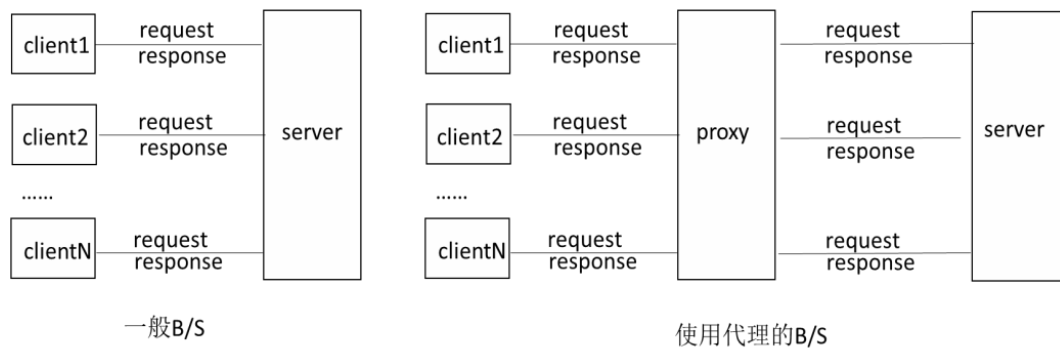 client1
request
response
client2
request
response
……
clientN
request
response
server
一般B/S
client1
request
response
client2
request
response
……
clientN
request
response
proxy
request
response
request
response
request
response
server
使用代理的B/S